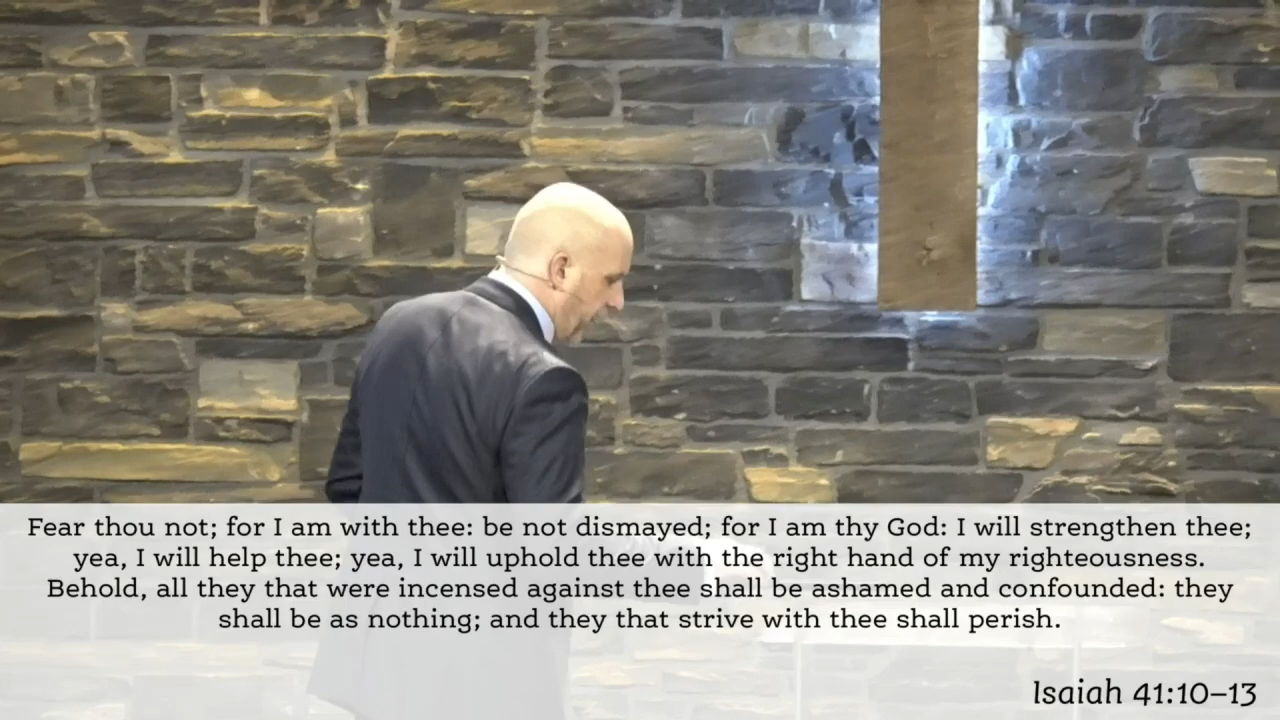 Fear thou not; for I am with thee: be not dismayed; for I am thy God: I will strengthen thee;
yea, I will help thee; yea, I will uphold thee with the right hand of my righteousness.
Behold, all they that were incensed against thee shall be ashamed and confounded: they
shall be as nothing; and they that strive with thee shall perish.
Isaiah 41:10–13